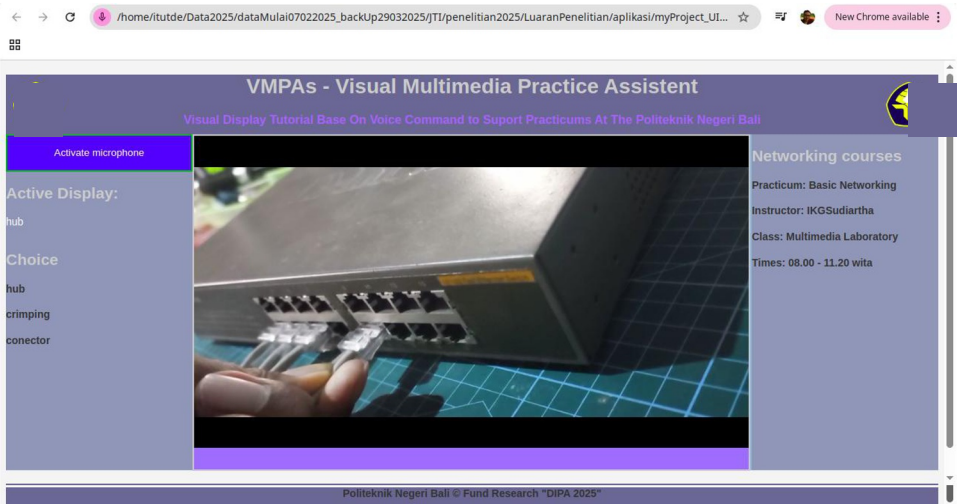 /home/itutde/Data2025/dataMulai07022025_backUp29032025/JTI/penelitian2025/LuaranPenelitian/aplikasi/myProject_UI...
New Chrome available
VMPAs - Visual Multimedia Practice Assistent
Visual Display Tutorial Base On Voice Command to Suport Practicums At The Politeknik Negeri Bali
Activate microphone
Active Display:
hub
Choice
hub
crimping
conector
Networking courses
Practicum: Basic Networking
Instructor: IKGSudiartha
Class: Multimedia Laboratory
Times: 08.00 - 11.20 wita
Politeknik Negeri Bali © Fund Research "DIPA 2025"